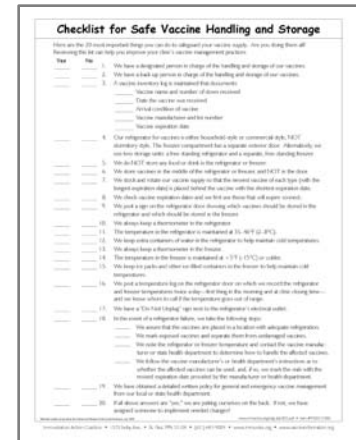 Checklist for Safe Vaccine Handling and Storage
Here are the 20 most important things you can do to safeguard your vaccine supply. Are you doing them all?
Reviewing this list can help you improve your clinic's vaccine management practices.
Yes No
1. We have a designated person in charge of the handling and storage of our vaccines.
2. We have a back-up person in charge of the handling and storage of our vaccines.
3. A vaccine inventory log is maintained that documents:
Vaccine name and number of doses received
Date the vaccine was received
Arrival condition of vaccine
Vaccine manufacturer and lot number
Vaccine expiration date
4. Our refrigerator for vaccines is either household-style or commercial-style, NOT
dormitory-style. The freezer compartment has a separate exterior door. Alternatively, we
use two storage units: a free-standing refrigerator and a separate, free-standing freezer.
5. We do NOT store any food or drink in the refrigerator or freezer.
6. We store vaccines in the middle of the refrigerator or freezer, and NOT in the door.
7. We stock and rotate our vaccine supply so that the newest vaccine of each type (with the
longest expiration date) is placed behind the vaccine with the shortest expiration date.
8. We check vaccine expiration dates and we first use those that will expire soonest.
9. We post a sign on the refrigerator door showing which vaccines should be stored in the
refrigerator and which should be stored in the freezer.
10. We always keep a thermometer in the refrigerator.
11. The temperature in the refrigerator is maintained at 35–46°F (2–8°C).
12. We keep extra containers of water in the refrigerator to help maintain cold temperatures.
13. We always keep a thermometer in the freezer.
14. The temperature in the freezer is maintained at +5°F (-15°C) or colder.
15. We keep ice packs and other ice-filled containers in the freezer to help maintain cold
temperatures.
16. We post a temperature log on the refrigerator door on which we record the refrigerator
and freezer temperatures twice a day—first thing in the morning and at clinic closing time—
and we know whom to call if the temperature goes out of range.
17. We have a "Do Not Unplug" sign next to the refrigerator's electrical outlet.
18. In the event of a refrigerator failure, we take the following steps:
We assure that the vaccines are placed in a location with adequate refrigeration.
We mark exposed vaccines and separate them from undamaged vaccines.
We note the refrigerator or freezer temperature and contact the vaccine manufac-
turer or state health department to determine how to handle the affected vaccines.
We follow the vaccine manufacturer's or health department's instructions as to
whether the affected vaccines can be used, and, if so, we mark the vials with the
revised expiration date provided by the manufacturer or health department.
19. We have obtained a detailed written policy for general and emergency vaccine management
from our local or state health department.
20. If all above answers are "yes," we are patting ourselves on the back. If not, we have
assigned someone to implement needed changes!
Immunization Action Coalition